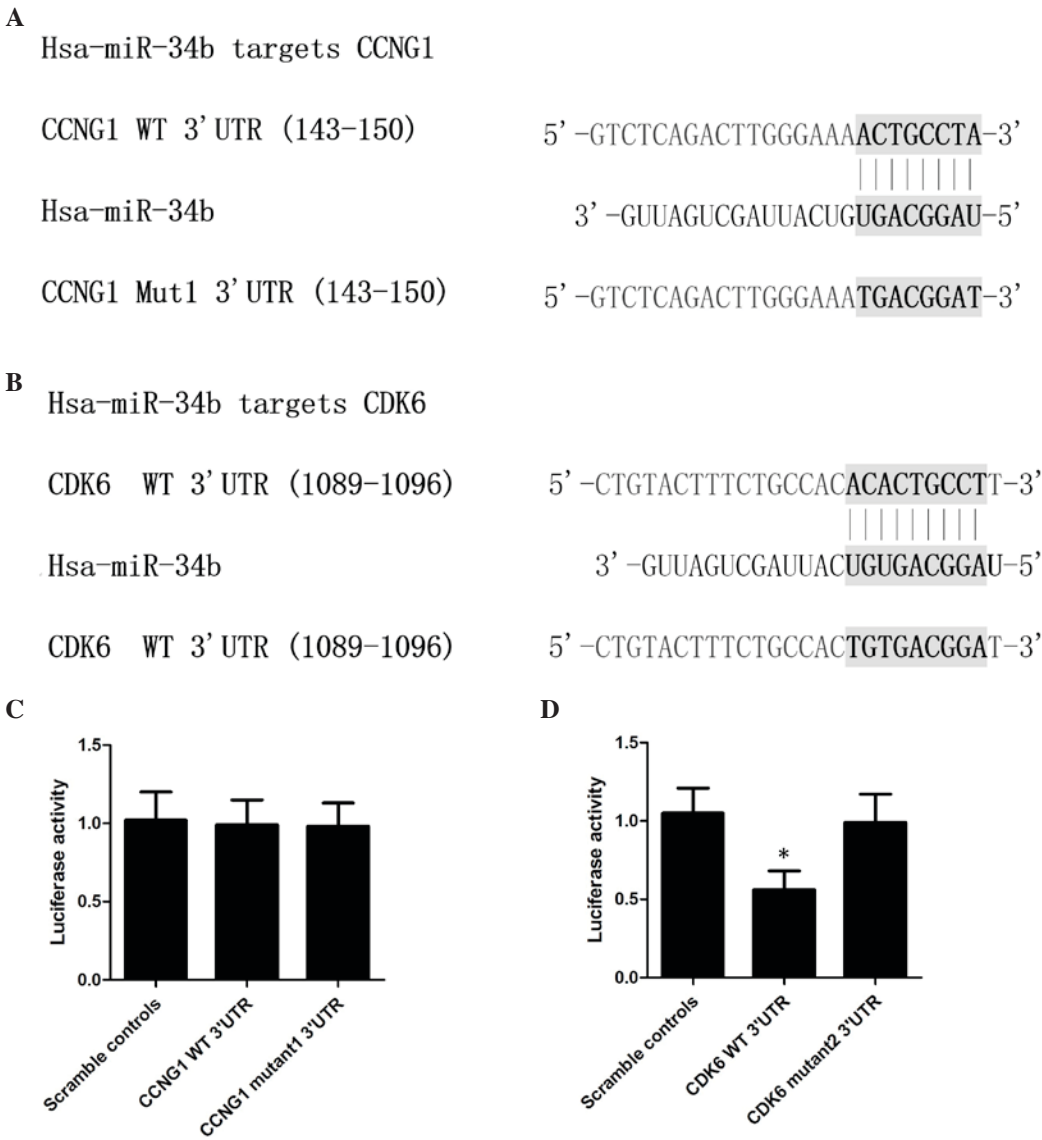 A
Hsa-miR-34b targets CCNG1
CCNG1 WT 3'UTR (143-150) 5'-GTCTCAGACTTGGGAAAACTGCCTA-3'
Hsa-miR-34b 3'-GUUAGUCGAUUACUGUGACGGAU-5'
CCNG1 Mut1 3'UTR (143-150) 5'-GTCTCAGACTTGGGAAATGACGGAT-3'
B
Hsa-miR-34b targets CDK6
CDK6 WT 3'UTR (1089-1096) 5'-CTGTACTTTCTGCCACACACTGCCTT-3'
Hsa-miR-34b 3'-GUUAGUCGAUUACUGUGACGGAU-5'
CDK6 WT 3'UTR (1089-1096) 5'-CTGTACTTTCTGCCACTGTGACGGAT-3'
C
Luciferase activity
1.5
1.0
0.5
0.0
Scramble controls
CCNG1 WT 3'UTR
CCNG1 mutant1 3'UTR
D
Luciferase activity
1.5
1.0
0.5
0.0
*
Scramble controls
CDK6 WT 3'UTR
CDK6 mutant2 3'UTR